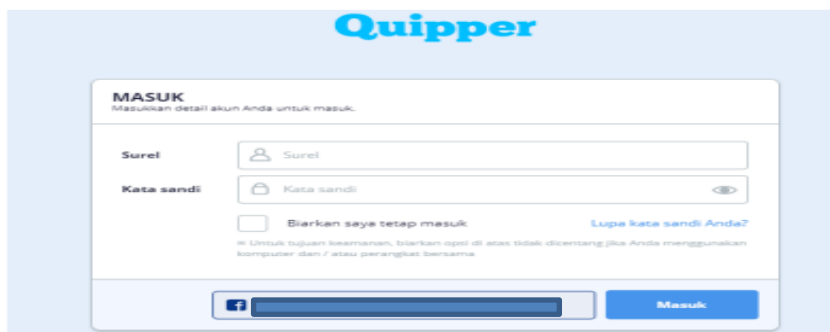 Quipper
MASUK
Masukkan detail akun Anda untuk masuk.
Surel
Surel
Kata sandi
Kata sandi
Biarkan saya tetap masuk
Lupa kata sandi Anda?
※ Untuk tujuan keamanan, biarkan opsi di atas tidak dicentang jika Anda menggunakan
komputer dan / atau perangkat bersama
Masuk